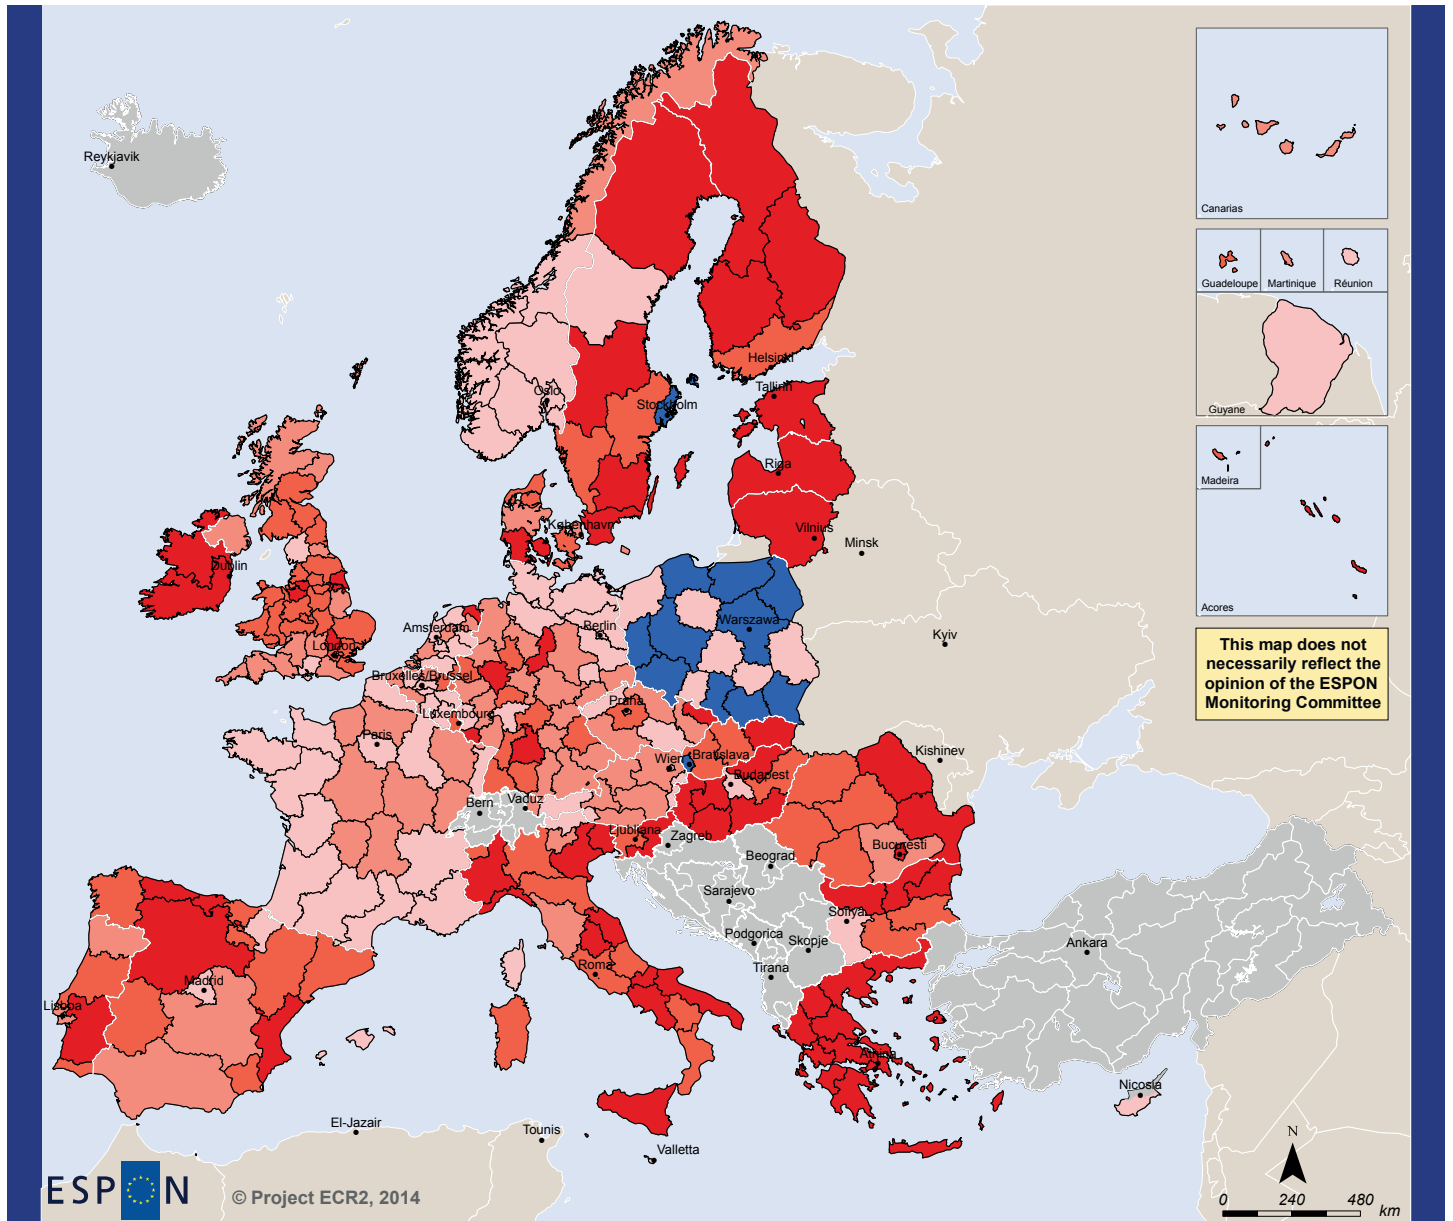 Reykjavik
Canarias
Guadeloupe
Martinique
Réunion
Guyane
Madeira
Acores
This map does not
necessarily reflect the
opinion of the ESPON
Monitoring Committee
Oslo
Helsinki
Stockholm
Tallinn
Riga
København
Vilnius
Minsk
Dublin
Amsterdam
Berlin
Warszawa
London
Kyiv
Bruxelles/Brussel
Luxembourg
Praha
Paris
Kishinev
Wien
Bratislava
Budapest
Bern
Vaduz
Ljubljana
Zagreb
Bucuresti
Beograd
Sarajevo
Sofiya
Podgorica
Skopje
Ankara
Roma
Tirana
Madrid
Lisboa
Athina
Nicosia
El-Jazair
Tounis
Valletta
N
ESPON
© Project ECR2, 2014
0 240 480
km